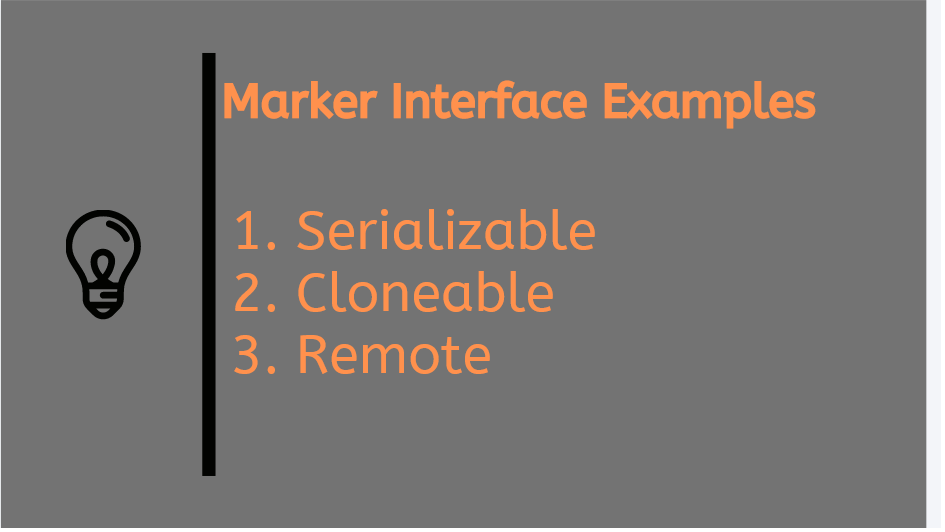 Marker Interface Examples
1. Serializable
2. Cloneable
3. Remote